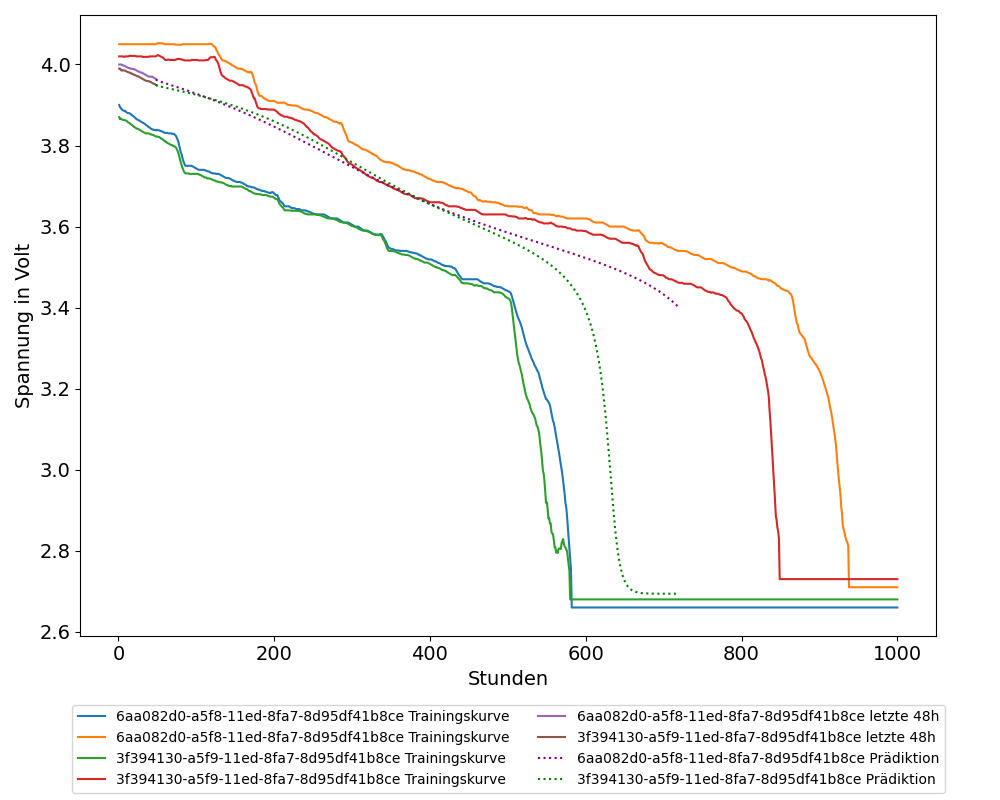 4.0
3.8
3.6
3.4
3.2
3.0
2.8
2.6
Spannung in Volt
0 200 400 600 800 1000
Stunden
6aa082d0-a5f8-11ed-8fa7-8d95df41b8ce Trainingskurve
6aa082d0-a5f8-11ed-8fa7-8d95df41b8ce Trainingskurve
3f394130-a5f9-11ed-8fa7-8d95df41b8ce Trainingskurve
3f394130-a5f9-11ed-8fa7-8d95df41b8ce Trainingskurve
6aa082d0-a5f8-11ed-8fa7-8d95df41b8ce letzte 48h
3f394130-a5f9-11ed-8fa7-8d95df41b8ce letzte 48h
6aa082d0-a5f8-11ed-8fa7-8d95df41b8ce Prädiktion
3f394130-a5f9-11ed-8fa7-8d95df41b8ce Prädiktion